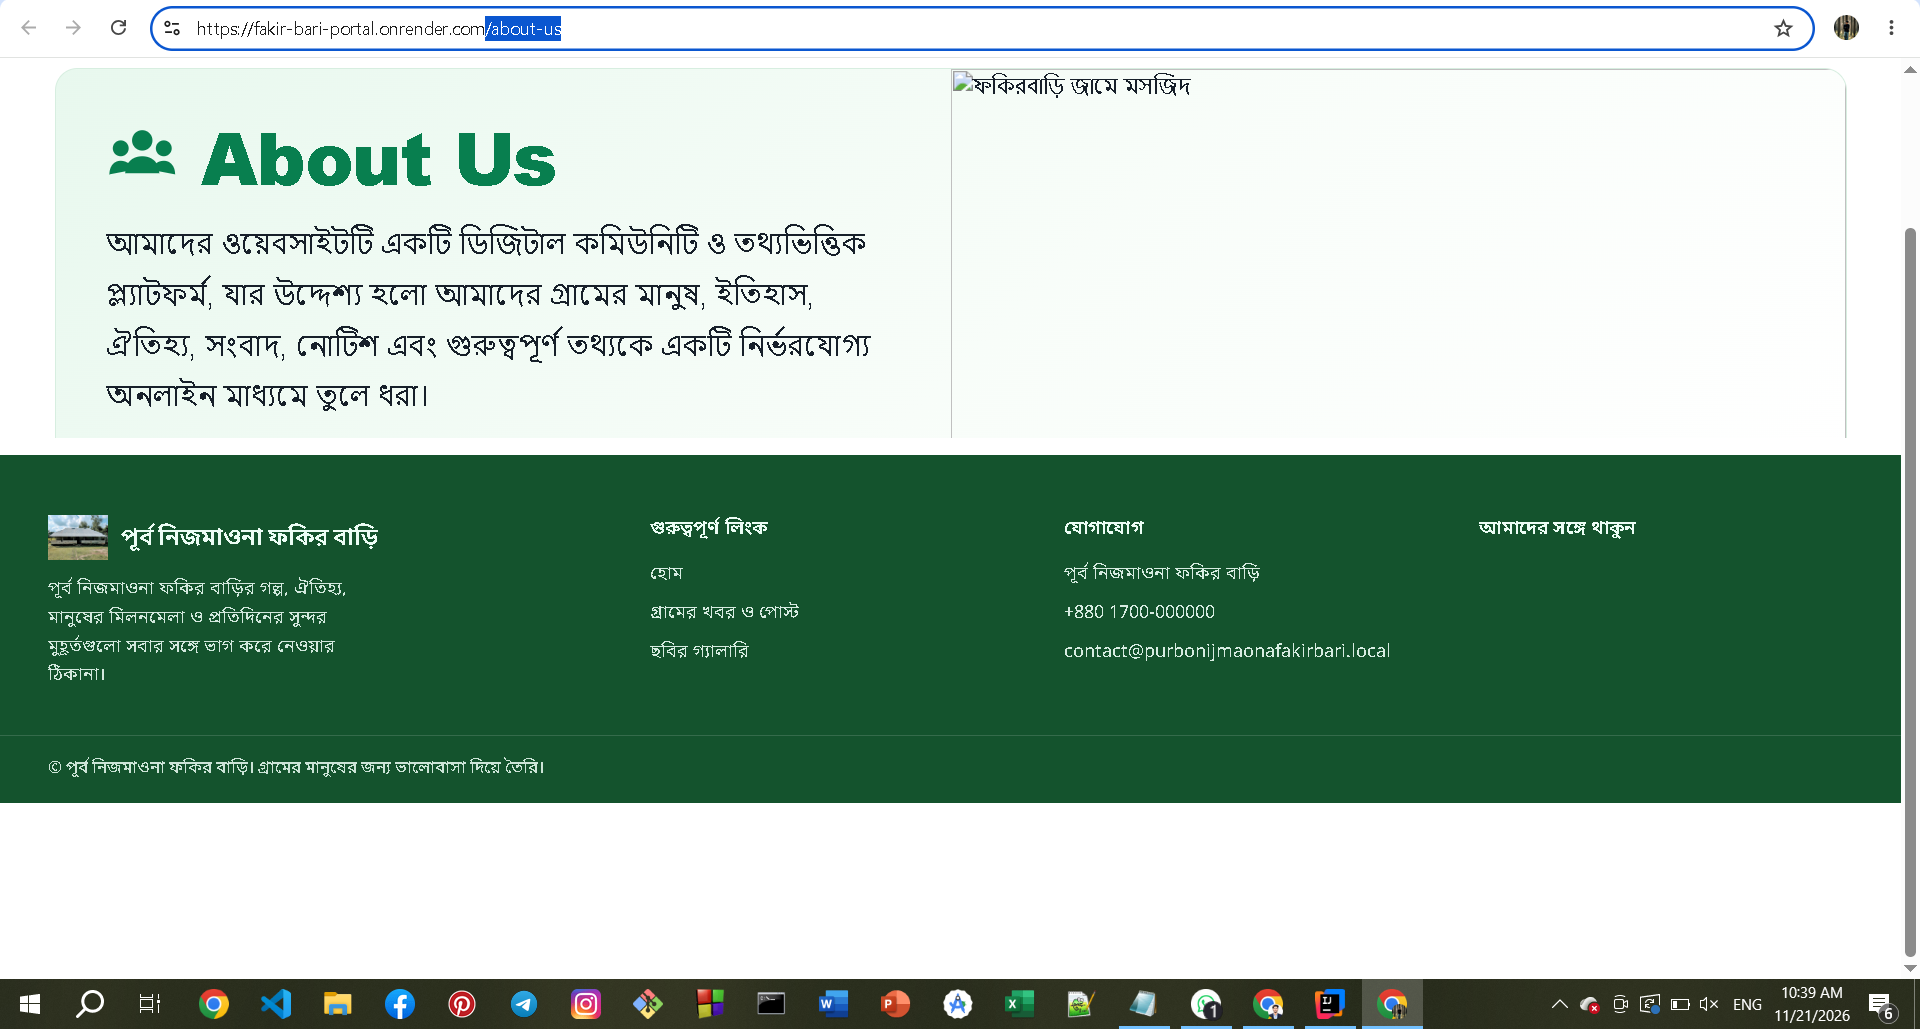 https://fakir-bari-portal.onrender.com/about-us
About Us
আমাদের ওয়েবসাইটটি একটি ডিজিটাল কমিউনিটি ও তথ্যভিত্তিক
প্ল্যাটফর্ম, যার উদ্দেশ্য হলো আমাদের গ্রামের মানুষ, ইতিহাস,
ঐতিহ্য, সংবাদ, নোটিশ এবং গুরুত্বপূর্ণ তথ্যকে একটি নির্ভরযোগ্য
অনলাইন মাধ্যমে তুলে ধরা।
ফকিরবাড়ি জামে মসজিদ
পূর্ব নিজমাওনা ফকির বাড়ি
পূর্ব নিজমাওনা ফকির বাড়ির গল্প, ঐতিহ্য,
মানুষের মিলনমেলা ও প্রতিদিনের সুন্দর
মুহূর্তগুলো সবার সঙ্গে ভাগ করে নেওয়ার
ঠিকানা।
গুরুত্বপূর্ণ লিংক
হোম
গ্রামের খবর ও পোস্ট
ছবির গ্যালারি
যোগাযোগ
পূর্ব নিজমাওনা ফকির বাড়ি
+880 1700-000000
contact@purbonijmaonafakirbari.local
আমাদের সঙ্গে থাকুন
© পূর্ব নিজমাওনা ফকির বাড়ি। গ্রামের মানুষের জন্য ভালোবাসা দিয়ে তৈরি।
ENG
10:39 AM
11/21/2026
6
1